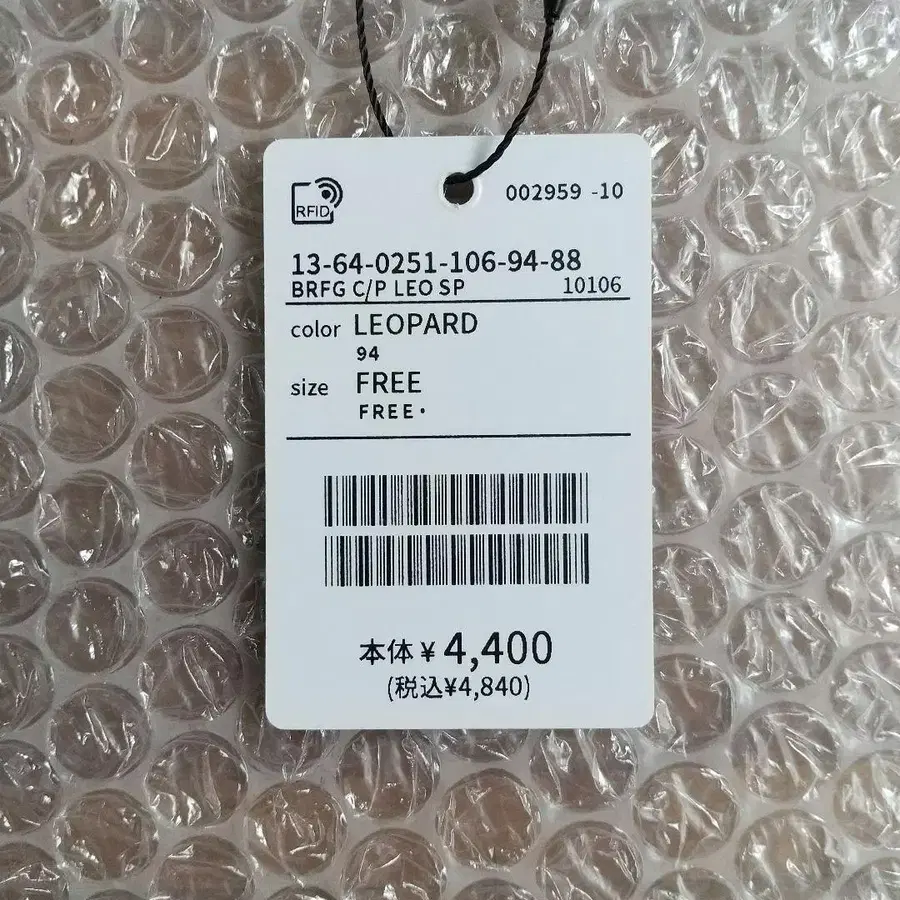 RFID
002959 -10
13-64-0251-106-94-88
BRFG C/P LEO SP 10106
color LEOPARD
94
size FREE
FREE・
本体 ¥ 4,400
(税込¥4,840)